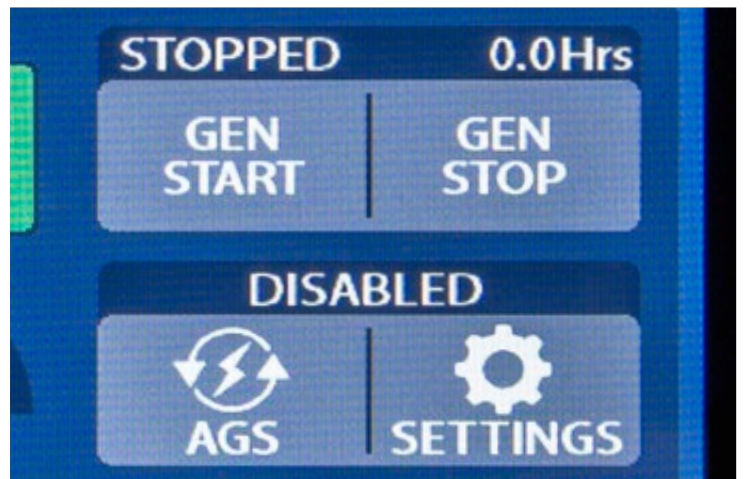 STOPPED 0.0Hrs
GEN START
GEN STOP
DISABLED
AGS
SETTINGS